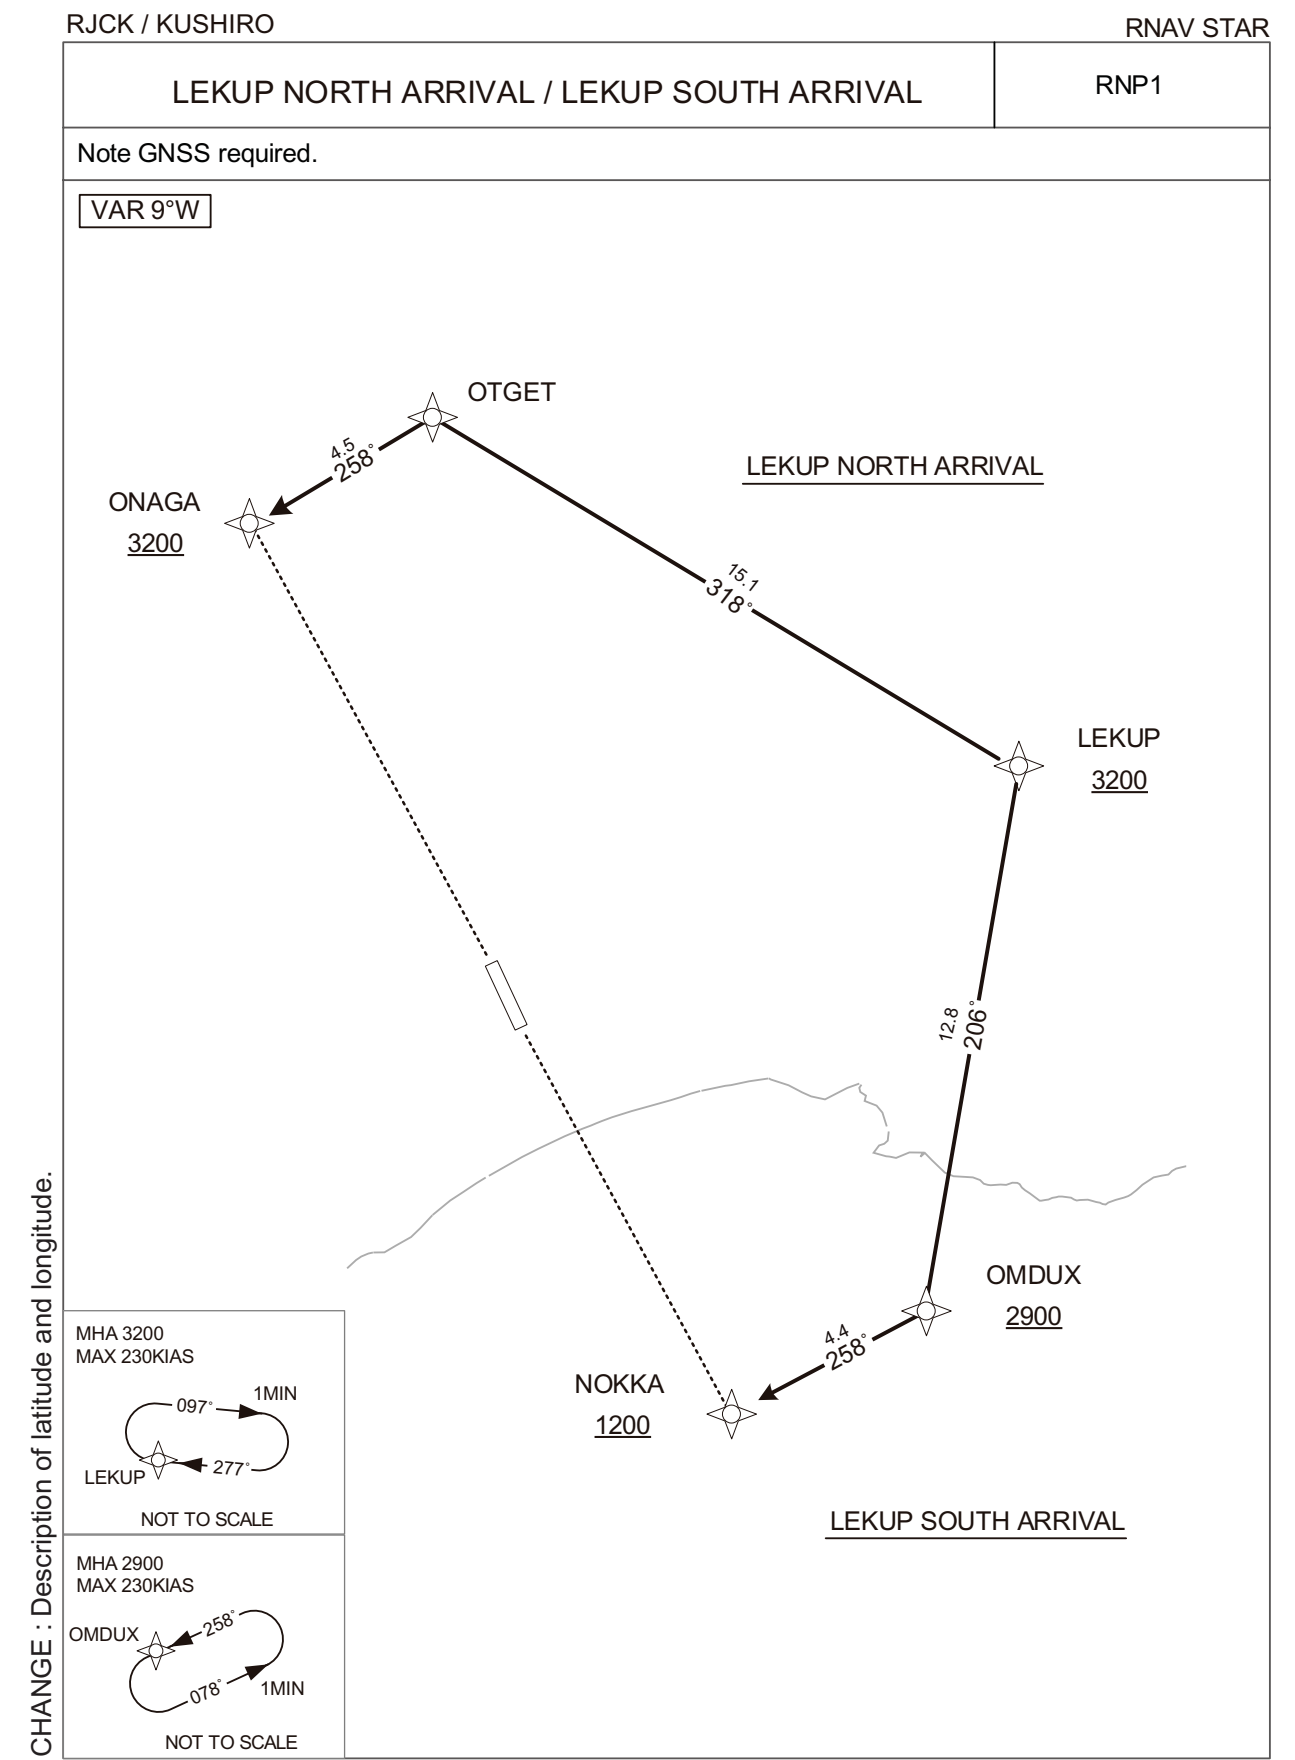 RJCK / KUSHIRO
RNAV STAR
LEKUP NORTH ARRIVAL / LEKUP SOUTH ARRIVAL
RNP1
Note GNSS required.
VAR 9°W
OTGET
4.5
258°
LEKUP NORTH ARRIVAL
ONAGA
3200
15.1
318°
LEKUP
3200
12.8
206°
OMDUX
2900
4.4
258°
NOKKA
1200
LEKUP SOUTH ARRIVAL
MHA 3200
MAX 230KIAS
097°
1MIN
LEKUP
277°
NOT TO SCALE
MHA 2900
MAX 230KIAS
258°
OMDUX
078°
1MIN
NOT TO SCALE
CHANGE : Description of latitude and longitude.